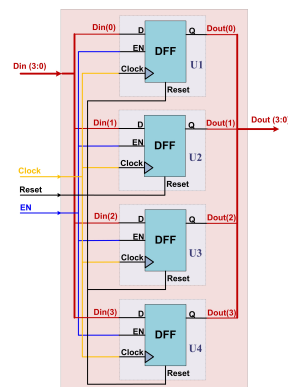 Din(0) D Q Dout(0)
EN DFF
Din (3:0) Clock U1
Reset
Din(1) D Q Dout(1) Dout (3:0)
EN DFF
Clock Clock U2
Reset Reset
EN
Din(2) D Q Dout(2)
EN DFF
Clock U3
Reset
Din(3) D Q Dout(3)
EN DFF
Clock U4
Reset